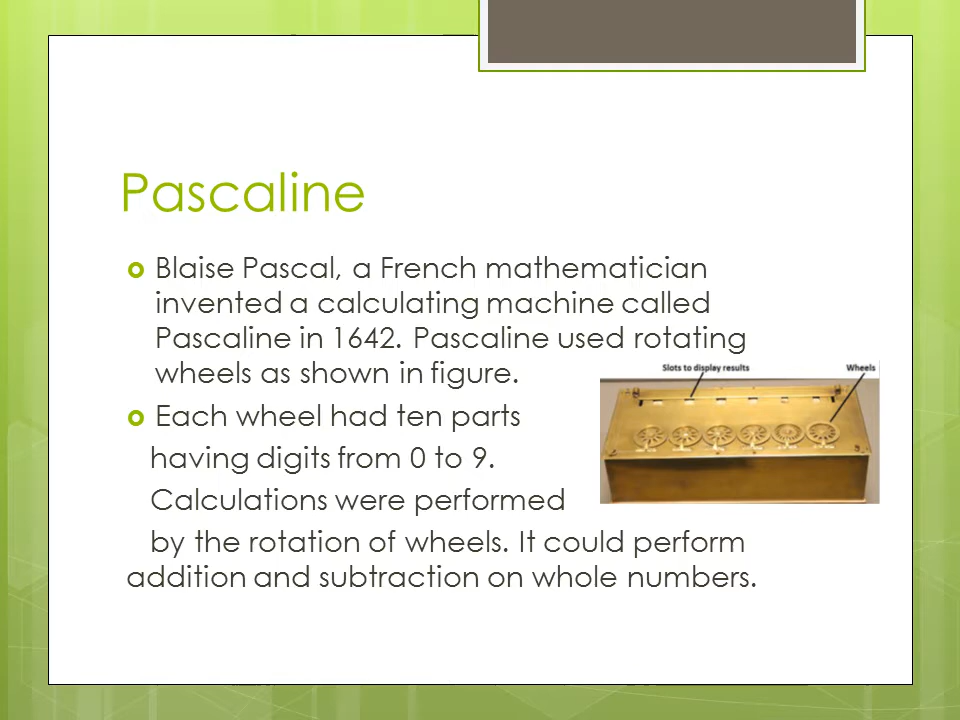 Pascaline
Blaise Pascal, a French mathematician
invented a calculating machine called
Pascaline in 1642. Pascaline used rotating
wheels as shown in figure.
Slots to display results
Wheels
Each wheel had ten parts
having digits from 0 to 9.
Calculations were performed
by the rotation of wheels. It could perform
addition and subtraction on whole numbers.